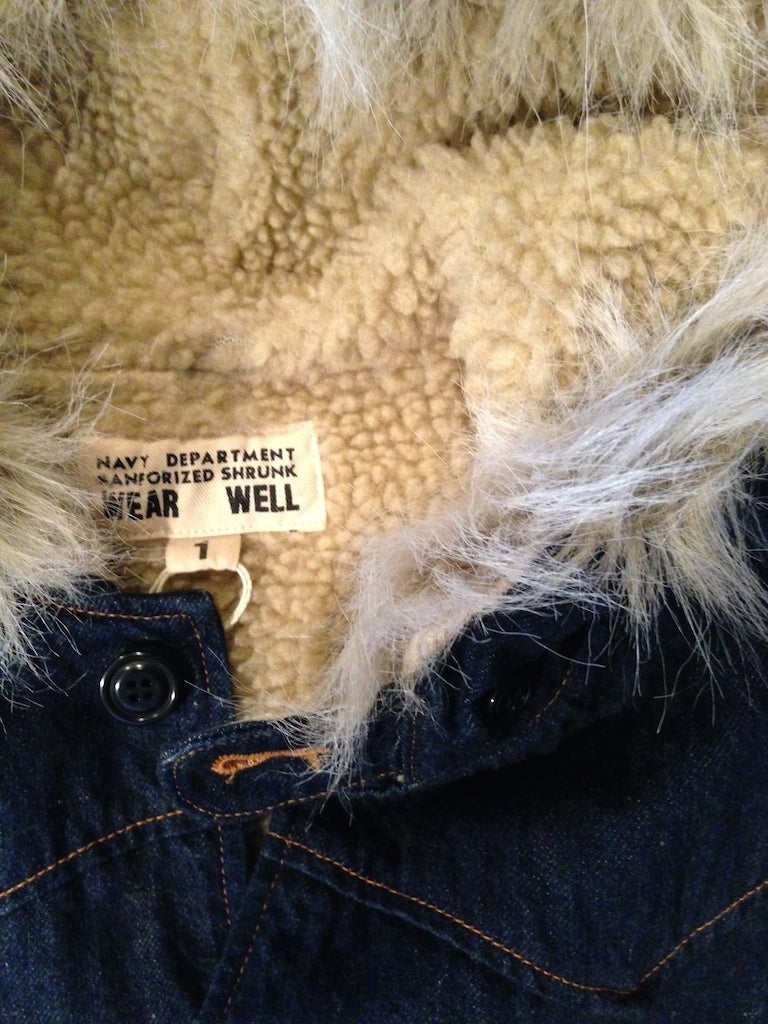 NAVY DEPARTMENT
SANFORIZED SHRUNK
WEAR WELL
1